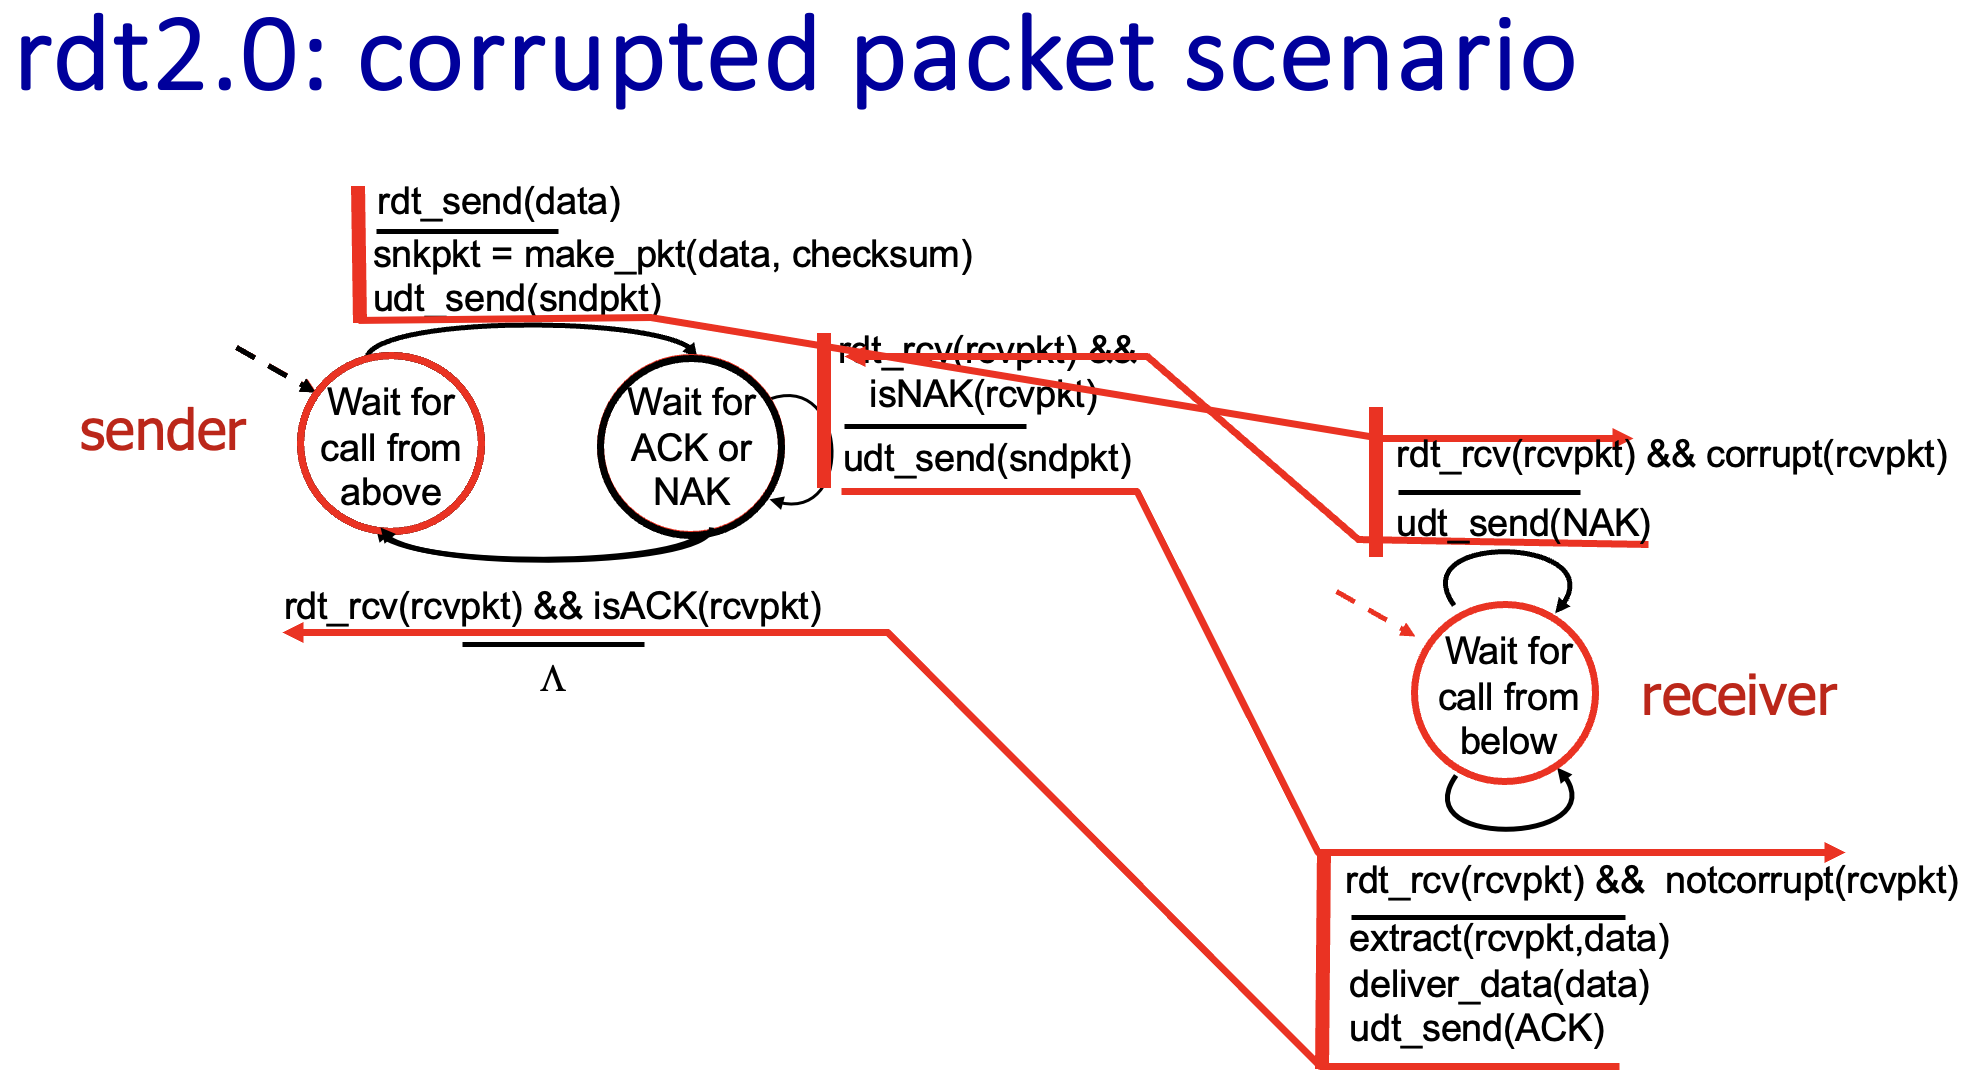 rdt2.0: corrupted packet scenario
rdt_send(data)
snkpkt = make_pkt(data, checksum)
udt_send(sndpkt)
sender
Wait for
call from
above
Wait for
ACK or
NAK
rdt_rcv(rcvpkt) &&
isNAK(rcvpkt)
udt_send(sndpkt)
rdt_rcv(rcvpkt) && isACK(rcvpkt)
Λ
rdt_rcv(rcvpkt) && corrupt(rcvpkt)
udt_send(NAK)
Wait for
call from
below
receiver
rdt_rcv(rcvpkt) && notcorrupt(rcvpkt)
extract(rcvpkt,data)
deliver_data(data)
udt_send(ACK)